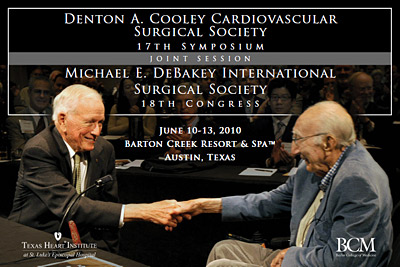 Denton A. Cooley Cardiovascular
Surgical Society
17th Symposium
joint session
Michael E. DeBakey International
Surgical Society
18th Congress
June 10-13, 2010
Barton Creek Resort & Spa™
Austin, Texas
Texas Heart Institute
at St. Luke's Episcopal Hospital
BCM
Baylor College of Medicine